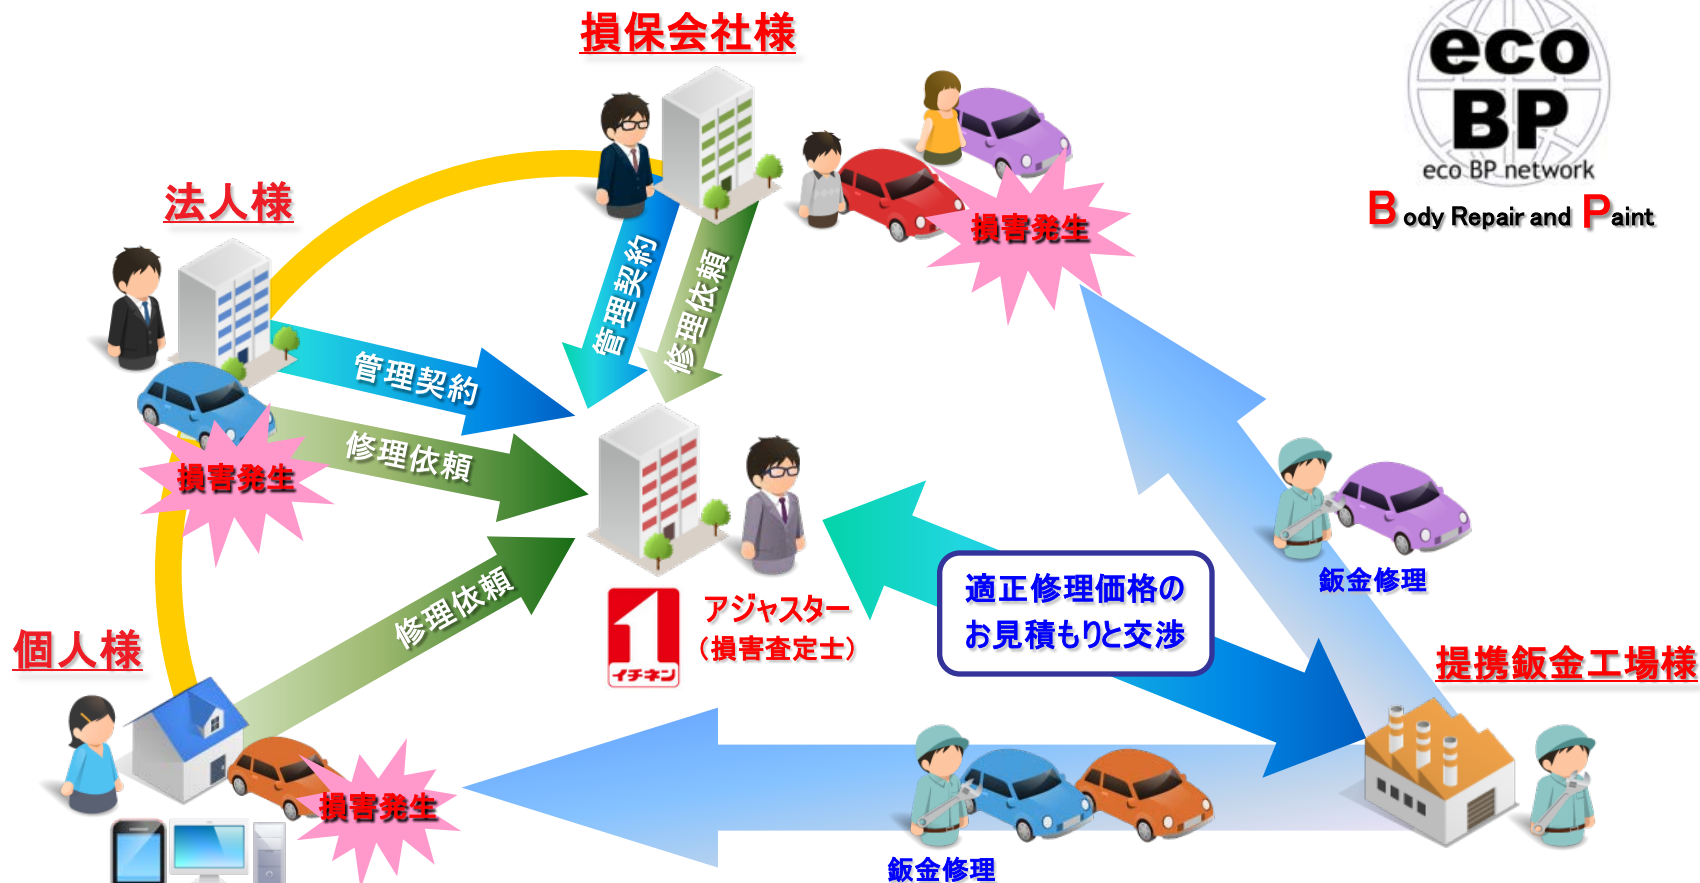 損保会社様
eco
BP
eco BP network
Body Repair and Paint
法人様
損害発生
管理契約
修理依頼
管理契約
修理依頼
損害発生
鈑金修理
適正修理価格の
お見積もりと交渉
修理依頼
アジャスター
（損害査定士）
イチネン
個人様
提携鈑金工場様
損害発生
鈑金修理